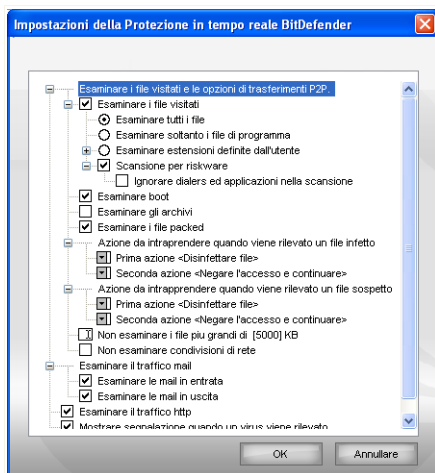 Impostazioni della Protezione in tempo reale BitDefender
Esaminare i file visitati e le opzioni di trasferimenti P2P.
Esaminare i file visitati
Esaminare tutti i file
Esaminare soltanto i file di programma
Esaminare estensioni definite dall'utente
Scansione per riskware
Ignorare dialers ed applicazioni nella scansione
Esaminare boot
Esaminare gli archivi
Esaminare i file packed
Azione da intraprendere quando viene rilevato un file infetto
Prima azione <Disinfettare file>
Seconda azione <Negare l'accesso e continuare>
Azione da intrapprendere quando viene rilevato un file sospetto
Prima azione <Disinfettare file>
Seconda azione <Negare l'accesso e continuare>
Non esaminare i file piu grandi di [5000] KB
Non esaminare condivisioni di rete
Esaminare il traffico mail
Esaminare le mail in entrata
Esaminare le mail in uscita
Esaminare il traffico http
Mostrare segnalazione quando un virus viene rilevato
OK
Annullare